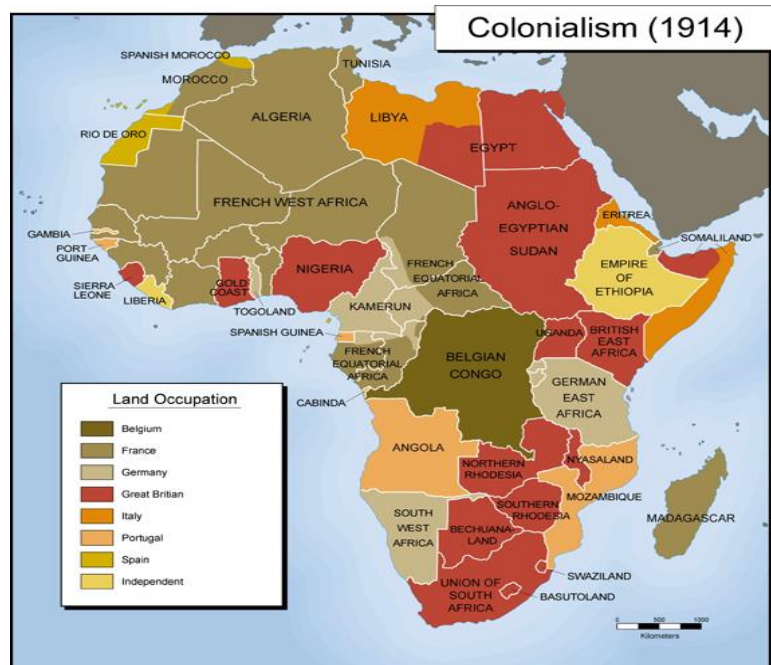 Colonialism (1914)
SPANISH MOROCCO
MOROCCO
TUNISIA
ALGERIA
LIBYA
EGYPT
RIO DE ORO
FRENCH WEST AFRICA
ANGLO-
EGYPTIAN
SUDAN
ERITREA
SOMALILAND
GAMBIA
PORT
GUINEA
SIERRA
LEONE
LIBERIA
GOLD
COAST
TOGOLAND
NIGERIA
KAMERUN
FRENCH
EQUATORIAL
AFRICA
EMPIRE
OF
ETHIOPIA
SPANISH GUINEA
FRENCH
EQUATORIAL
AFRICA
CABINDA
BELGIAN
CONGO
UGANDA
BRITISH
EAST
AFRICA
GERMAN
EAST
AFRICA
ANGOLA
NORTHERN
RHODESIA
NYASALAND
MOZAMBIQUE
SOUTHERN
RHODESIA
MADAGASCAR
SOUTH
WEST
AFRICA
BECHUANA-
LAND
UNION OF
SOUTH
AFRICA
SWAZILAND
BASUTOLAND
Land Occupation
Belgium
France
Germany
Great Britian
Italy
Portugal
Spain
Independent
0 500 1000
Kilometers